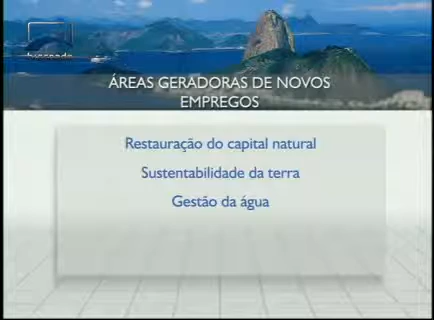 ÁREAS GERADORAS DE NOVOS
EMPREGOS
Restauração do capital natural
Sustentabilidade da terra
Gestão da água